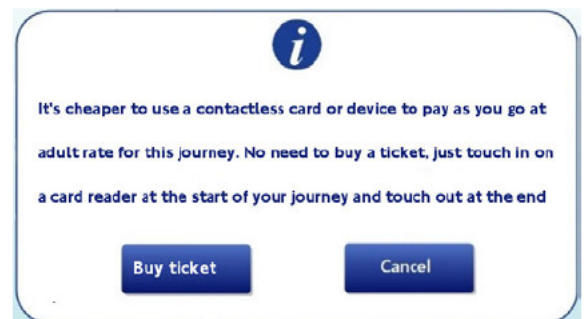 i
It's cheaper to use a contactless card or device to pay as you go at
adult rate for this journey. No need to buy a ticket, just touch in on
a card reader at the start of your journey and touch out at the end
Buy ticket
Cancel